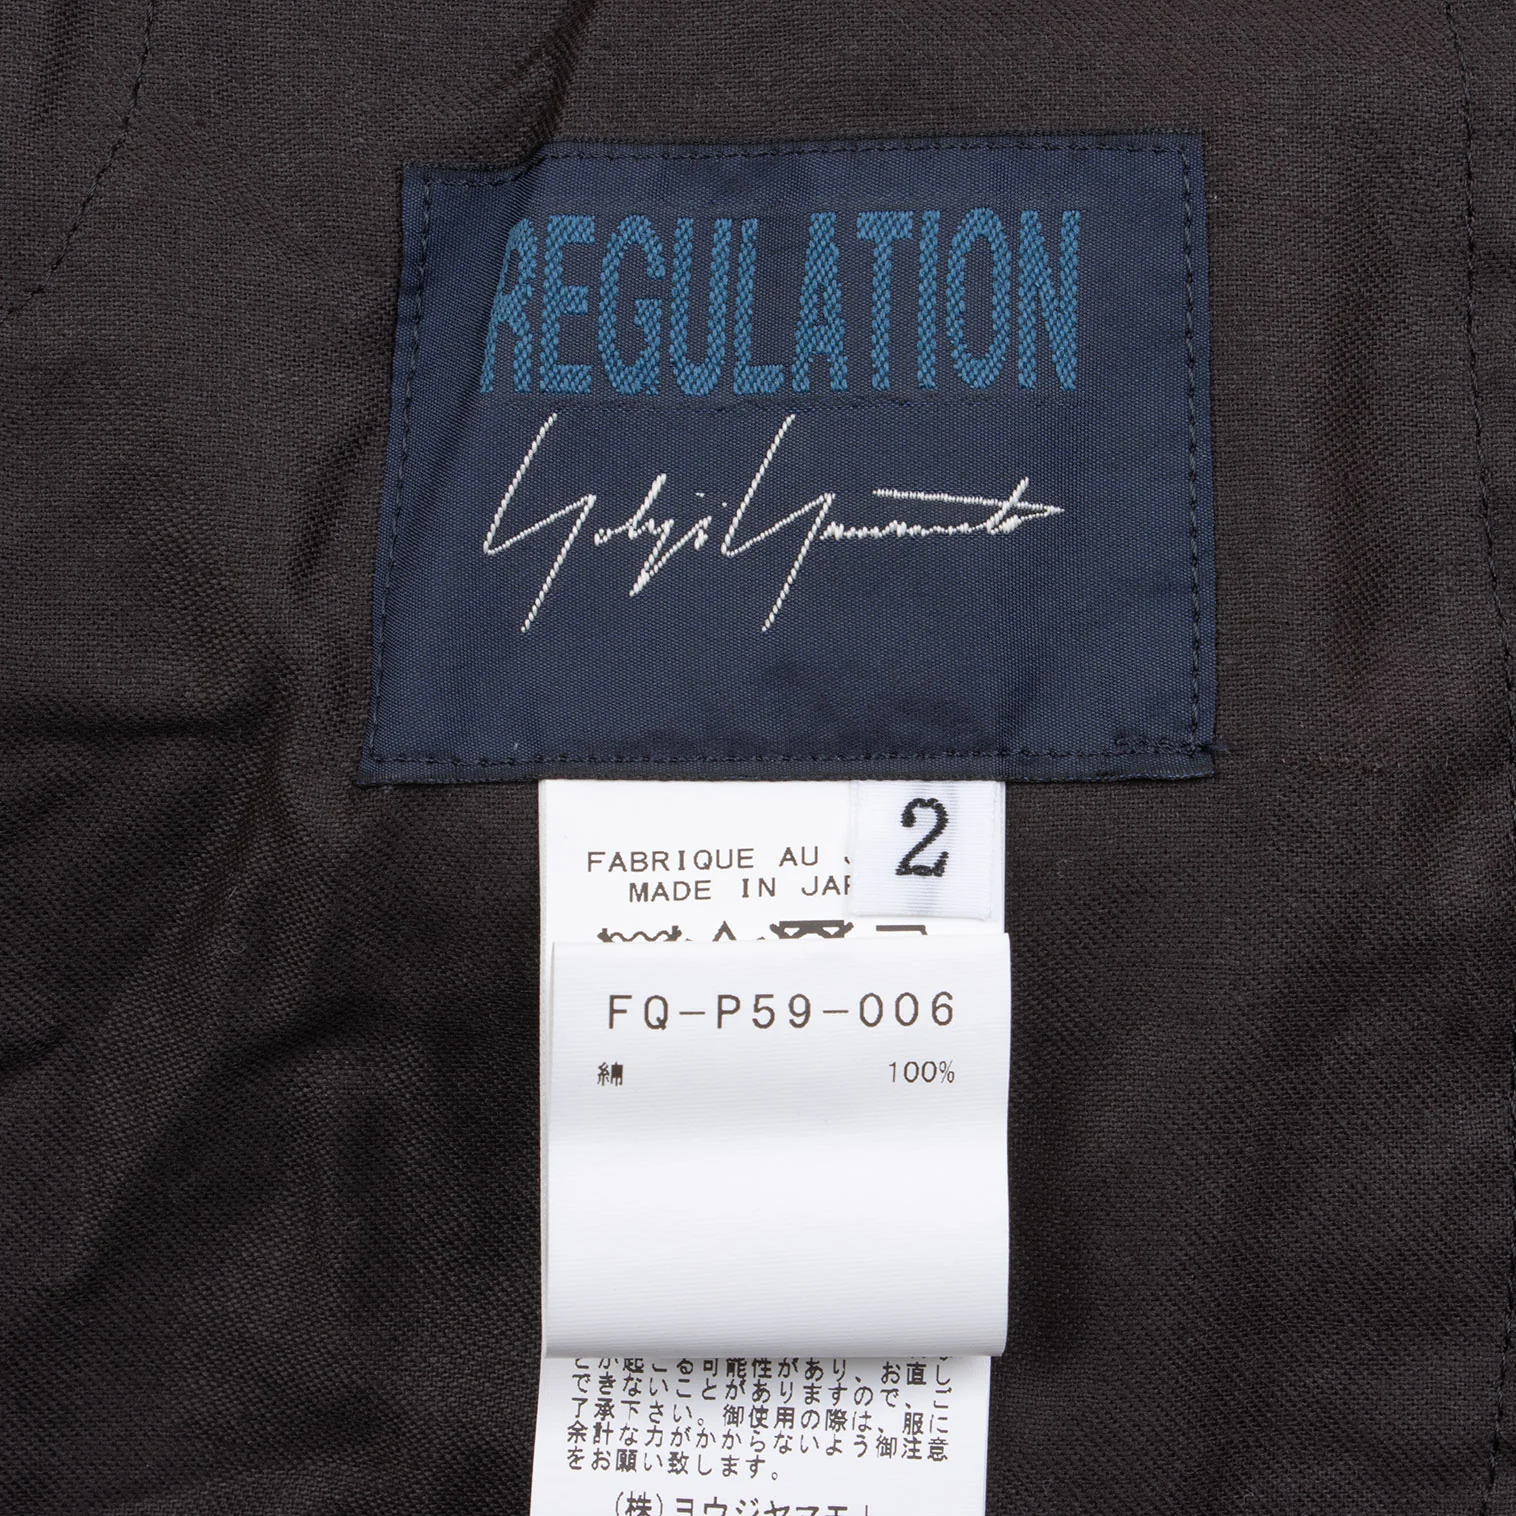 REGULATION
Yohji Yamamoto
2
FABRIQUE AU
MADE IN
FQ-P59-006
綿 100%
とが起こる可能性があり、お直し
できないことがありますので、ご
了承下さい。御使用の際は、服に
余計な力がかからないよう御注意
をお願い致します。
(株)ヨウジヤマモト